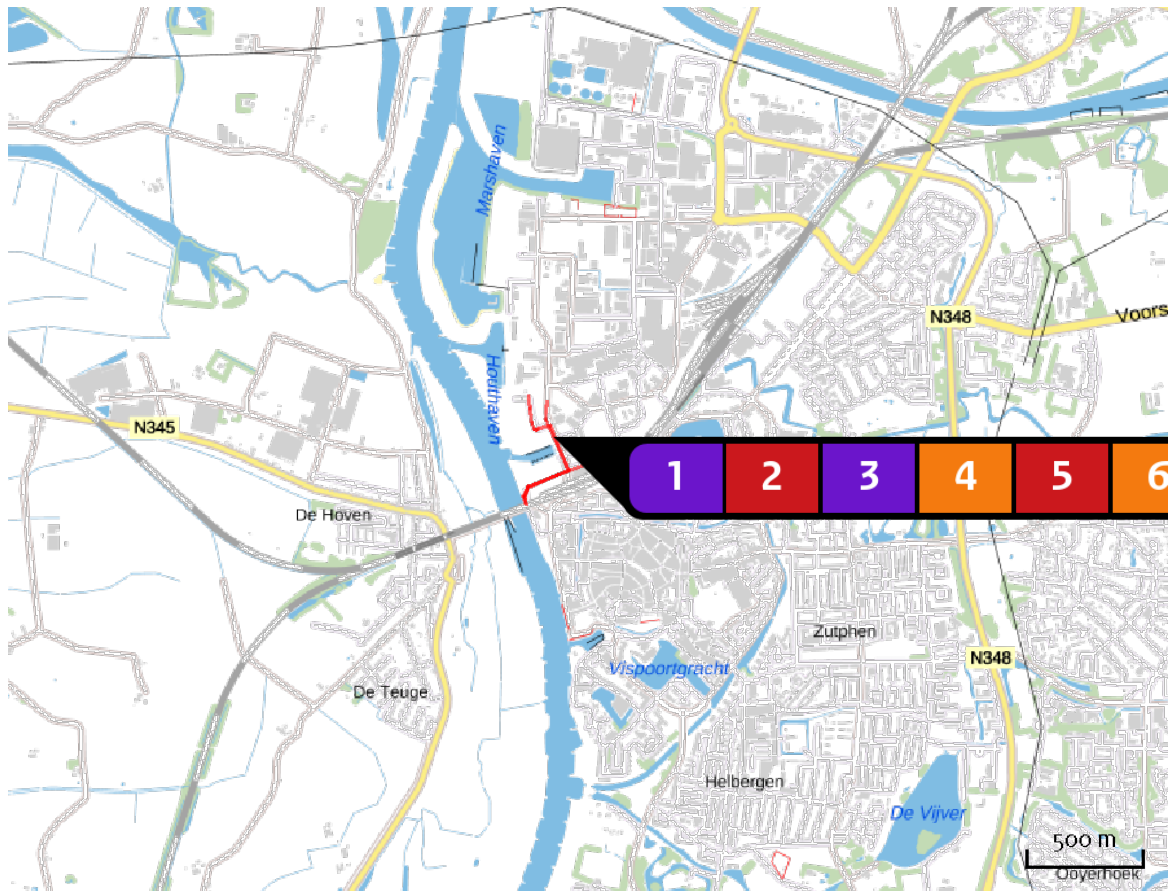 Marshaven
N348
Voors
Houthaven
N345
1 2 3 4 5 6
De Hoven
Zutphen
N348
Vispoortgracht
De Teuge
Helbergen
De Vijver
500 m
Ooyerhoek